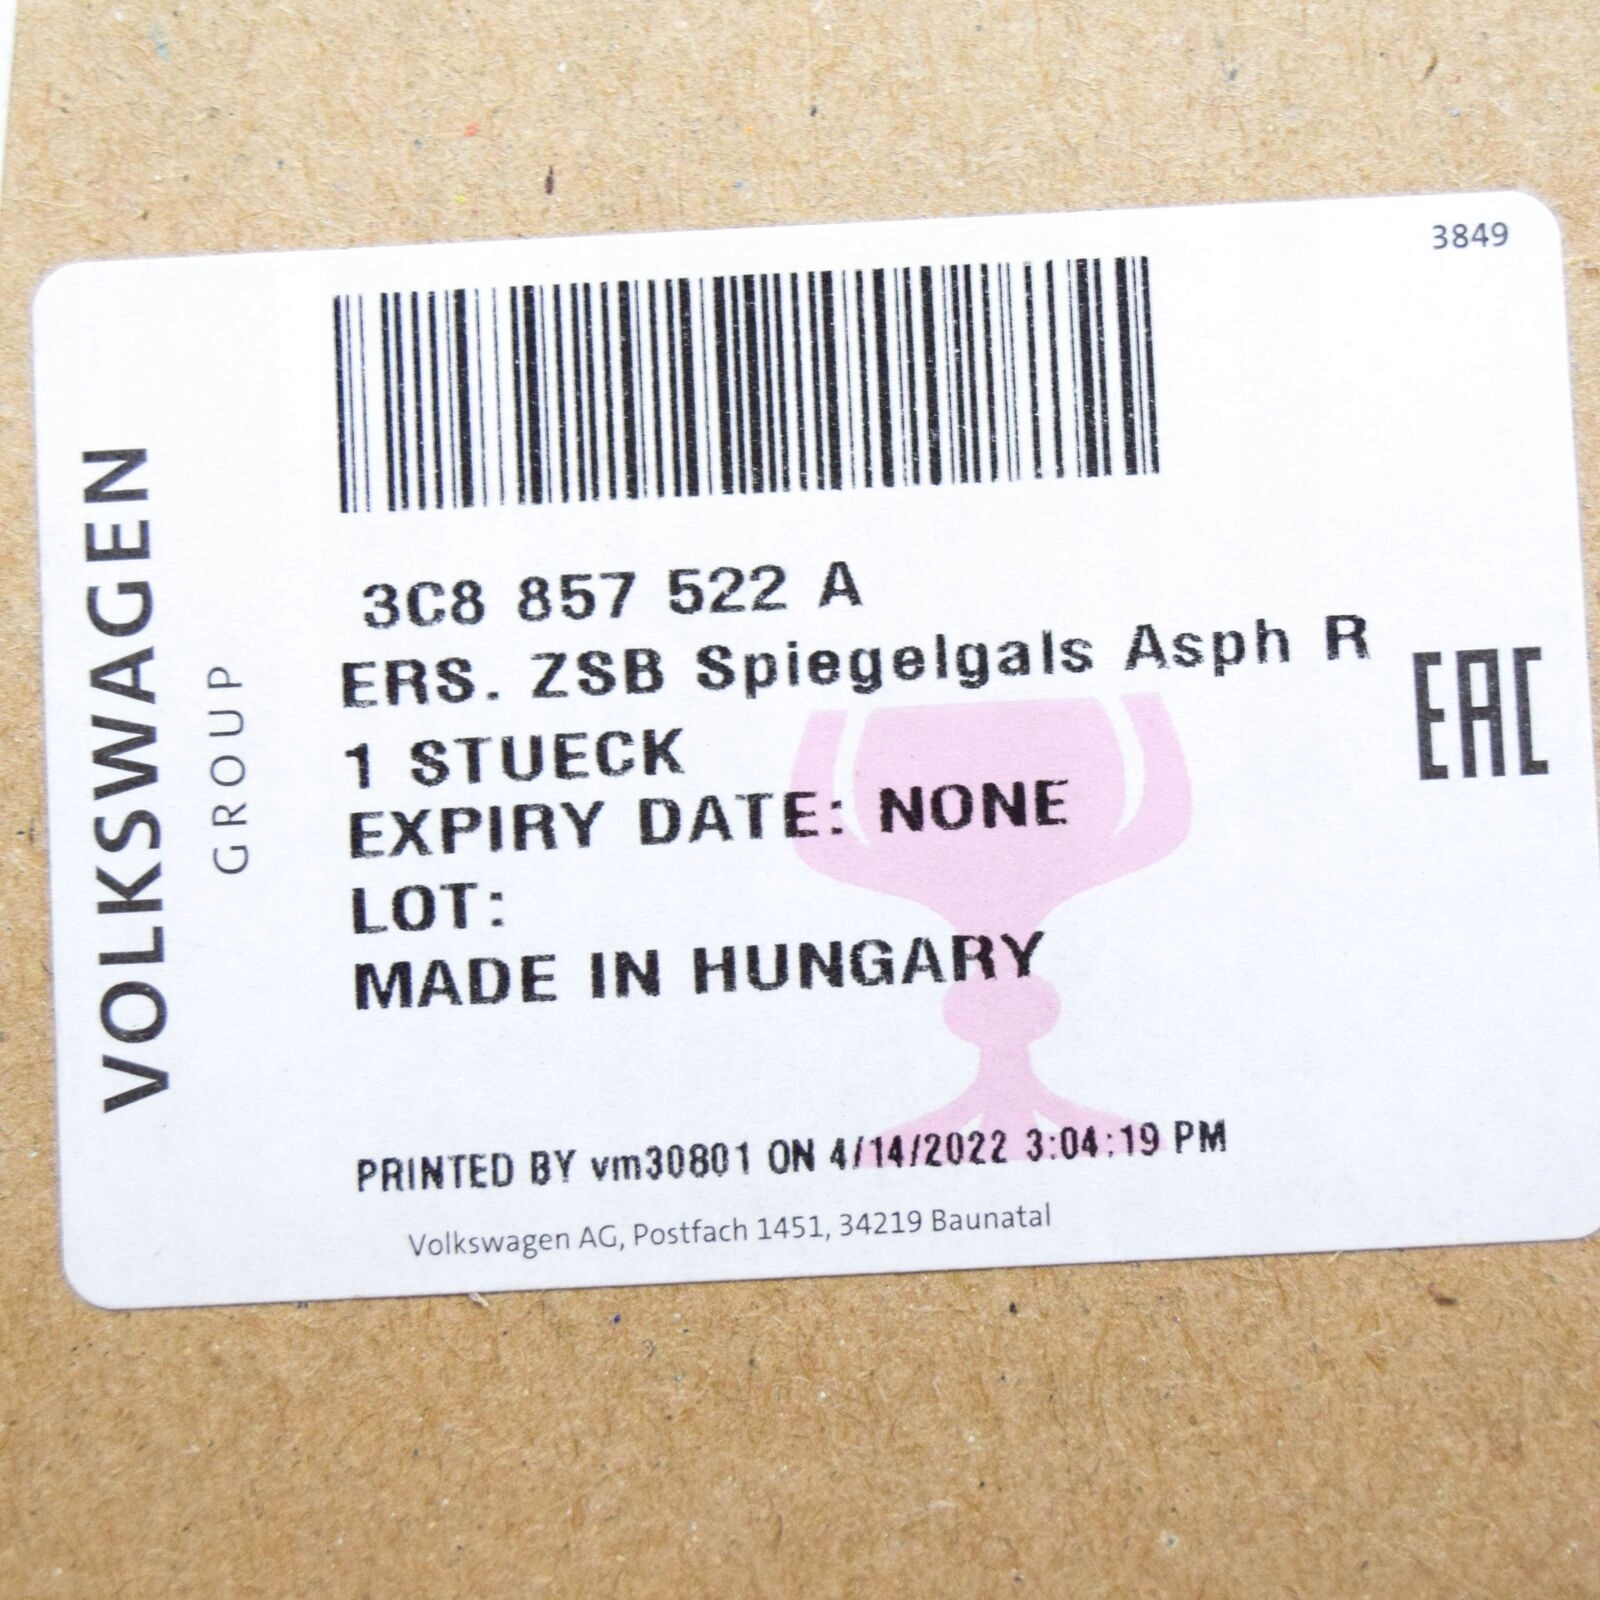 3849
VOLKSWAGEN
GROUP
3C8 857 522 A
ERS. ZSB Spiegelgals Asph R
1 STUECK
EXPIRY DATE: NONE
LOT:
MADE IN HUNGARY
EAC
PRINTED BY vm30801 ON 4/14/2022 3:04:19 PM
Volkswagen AG, Postfach 1451, 34219 Baunatal